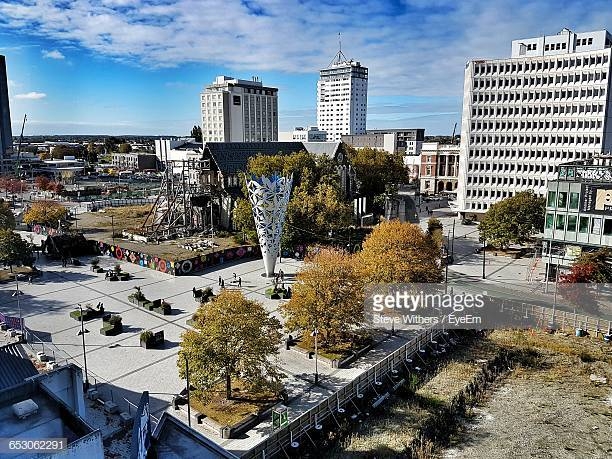 gettyimages
Steve Withers / EyeEm
653062291